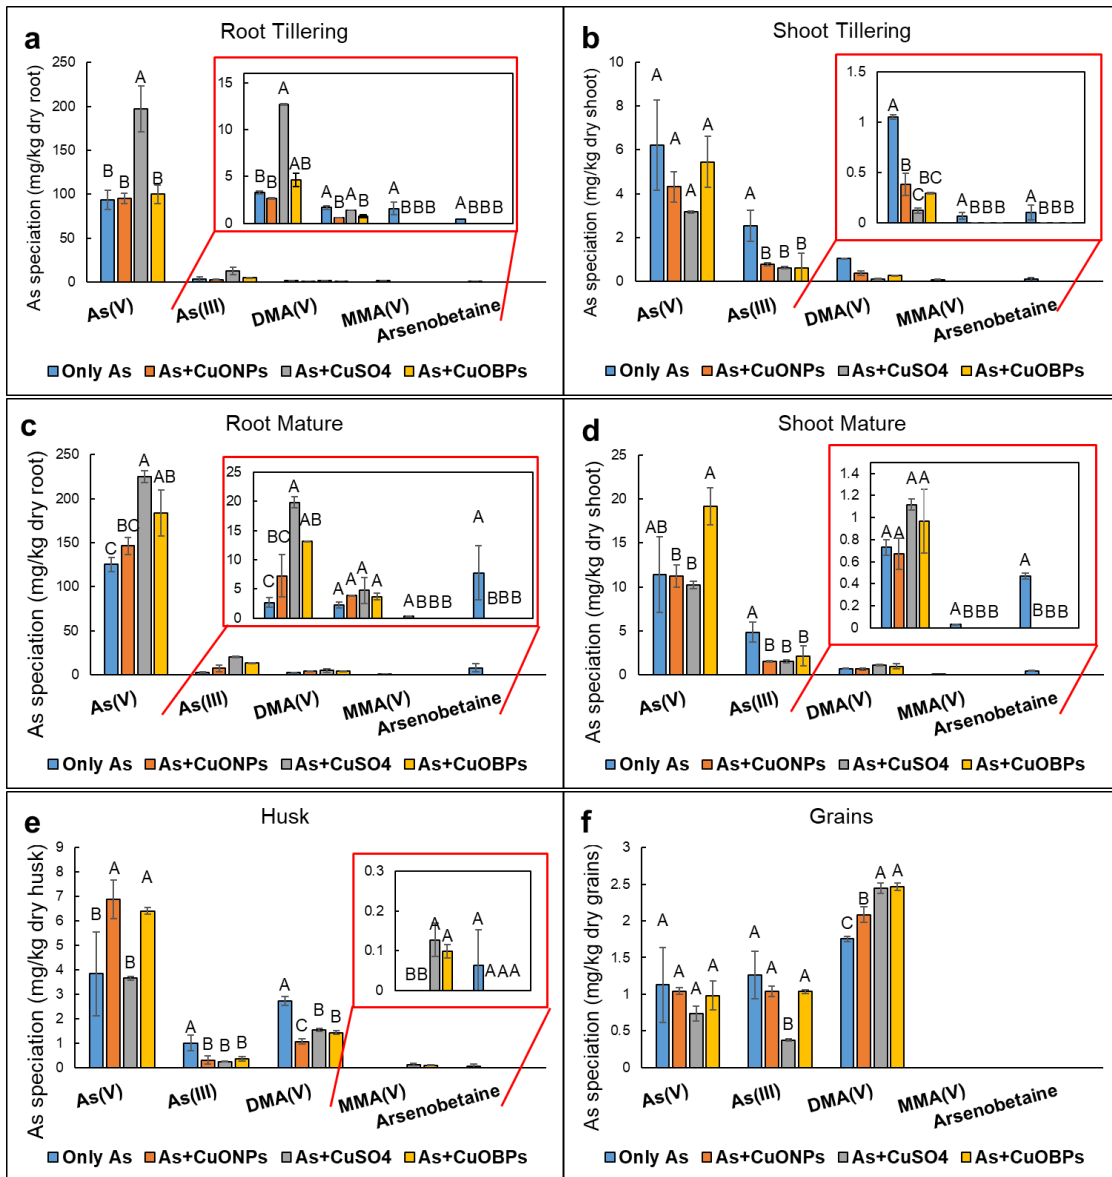 a
Root Tillering
As speciation (mg/kg dry root)
250
200
150
100
50
0
B B A B
15
10
5
0
B B A AB
A B A B
A BBB
A BBB
As(V) As(III) DMA(V) MMA(V) Arsenobetaine
Only As As+CuONPs As+CuSO4 As+CuOBPs
b
Shoot Tillering
As speciation (mg/kg dry shoot)
10
8
6
4
2
0
A A A A
A B B B
1.5
1
0.5
0
A B C BC
A BBB
A BBB
As(V) As(III) DMA(V) MMA(V) Arsenobetaine
Only As As+CuONPs As+CuSO4 As+CuOBPs
c
Root Mature
As speciation (mg/kg dry root)
250
200
150
100
50
0
C BC A AB
25
20
15
10
5
0
C BC A AB
A A A A
A BBB
A BBB
As(V) As(III) DMA(V) MMA(V) Arsenobetaine
Only As As+CuONPs As+CuSO4 As+CuOBPs
d
Shoot Mature
As speciation (mg/kg dry shoot)
25
20
15
10
5
0
AB B B A
A B B B
1.4
1.2
1
0.8
0.6
0.4
0.2
0
A A A A
A BBB
A BBB
As(V) As(III) DMA(V) MMA(V) Arsenobetaine
Only As As+CuONPs As+CuSO4 As+CuOBPs
e
Husk
As speciation (mg/kg dry husk)
9
8
7
6
5
4
3
2
1
0
B A B A
A B B B
A C B B
0.3
0.2
0.1
0
BB A A
A AAA
As(V) As(III) DMA(V) MMA(V) Arsenobetaine
Only As As+CuONPs As+CuSO4 As+CuOBPs
f
Grains
As speciation (mg/kg dry grains)
3
2.5
2
1.5
1
0.5
0
A A A A
A A B A
C B A A
As(V) As(III) DMA(V) MMA(V) Arsenobetaine
Only As As+CuONPs As+CuSO4 As+CuOBPs